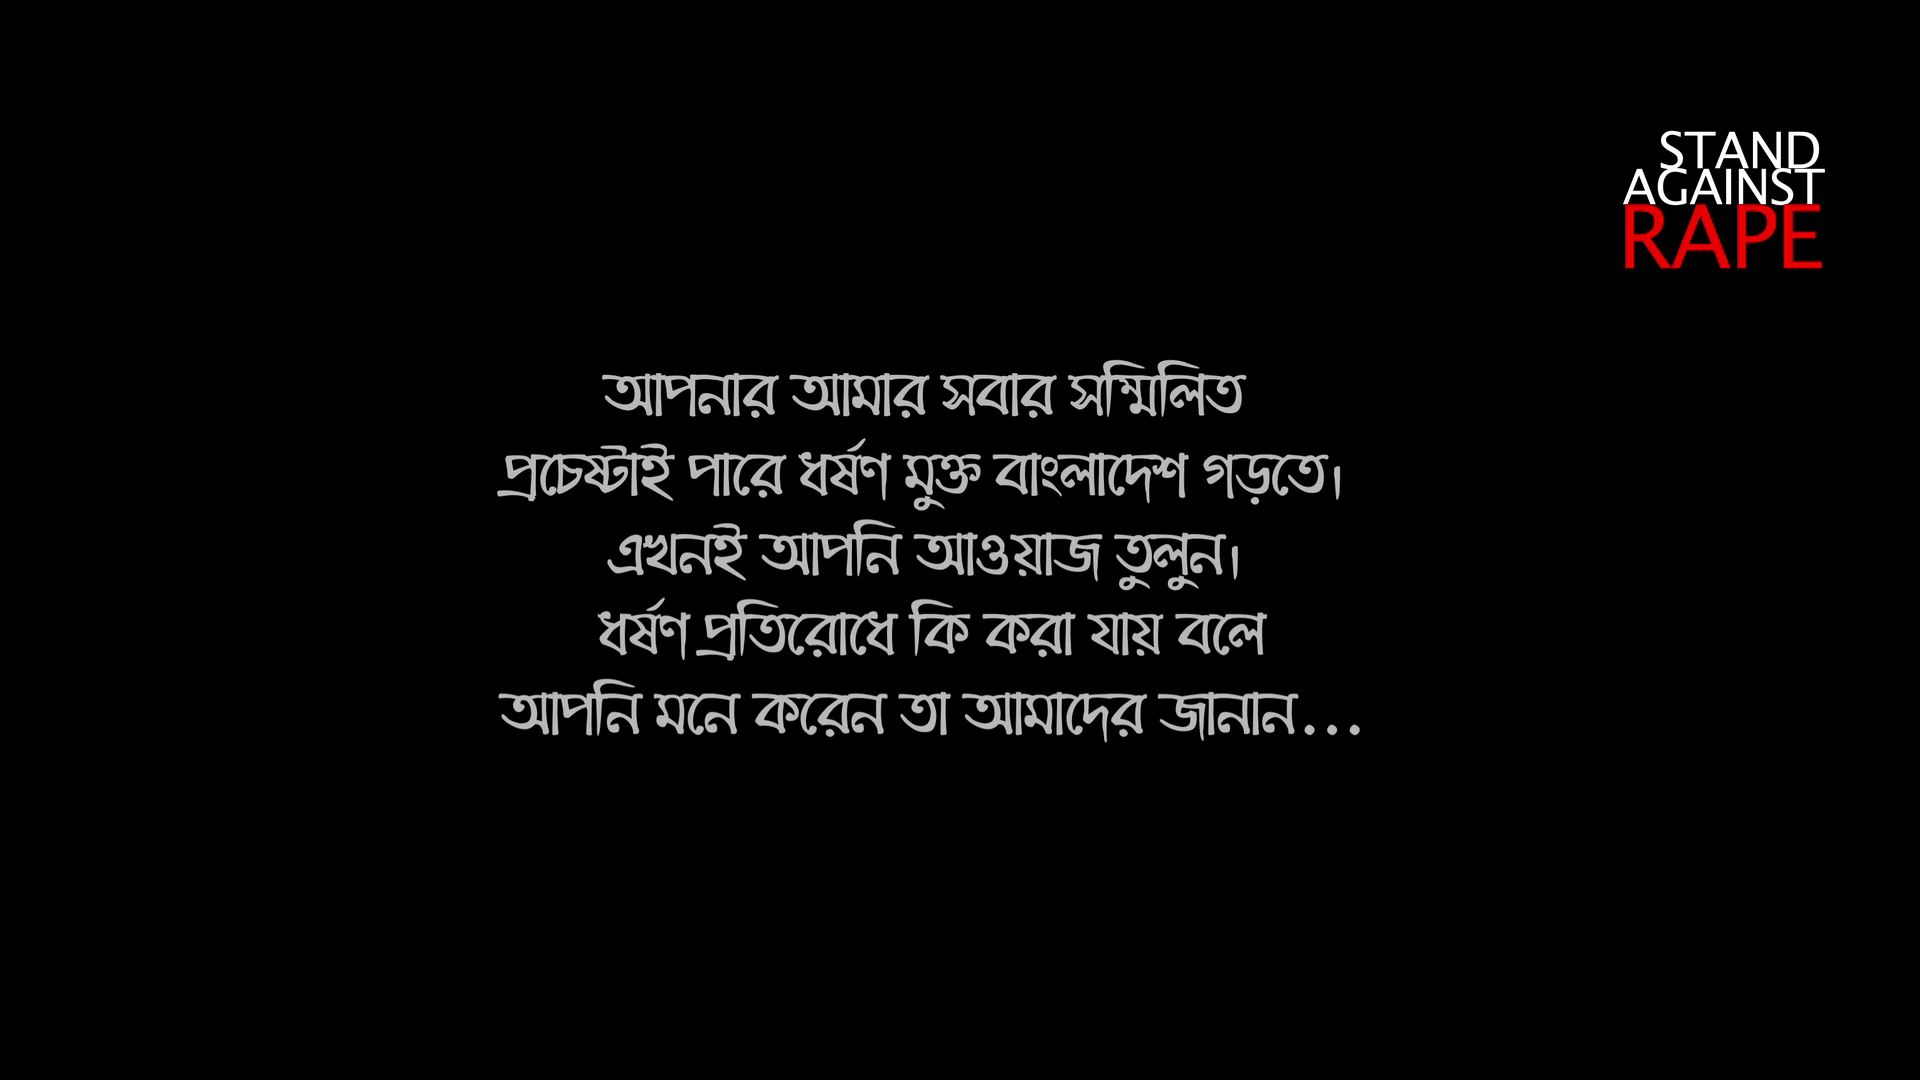 STAND
AGAINST
RAPE
আপনার আমার সবার সম্মিলিত
প্রচেষ্টাই পারে ধর্ষণ মুক্ত বাংলাদেশ গড়তে।
এখনই আপনি আওয়াজ তুলুন।
ধর্ষণ প্রতিরোধে কি করা যায় বলে
আপনি মনে করেন তা আমাদের জানান...